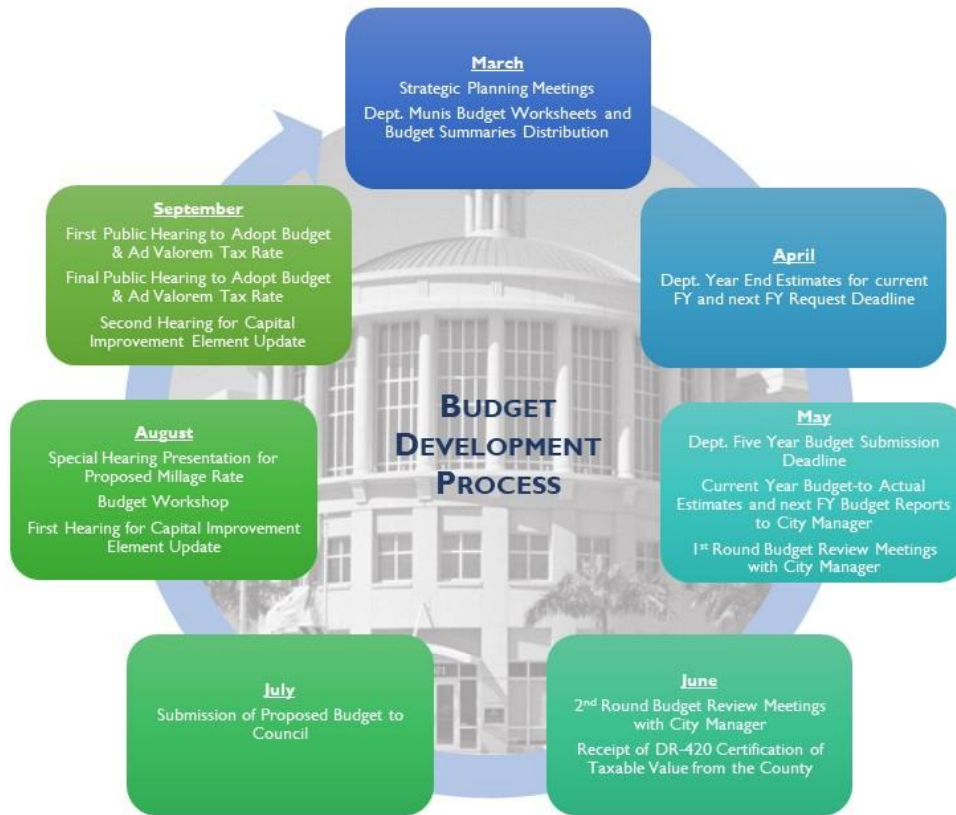 March
Strategic Planning Meetings
Dept. Munis Budget Worksheets and
Budget Summaries Distribution
April
Dept. Year End Estimates for current
FY and next FY Request Deadline
May
Dept. Five Year Budget Submission
Deadline
Current Year Budget-to Actual
Estimates and next FY Budget Reports
to City Manager
1st Round Budget Review Meetings
with City Manager
June
2nd Round Budget Review Meetings
with City Manager
Receipt of DR-420 Certification of
Taxable Value from the County
July
Submission of Proposed Budget to
Council
August
Special Hearing Presentation for
Proposed Millage Rate
Budget Workshop
First Hearing for Capital Improvement
Element Update
September
First Public Hearing to Adopt Budget
& Ad Valorem Tax Rate
Final Public Hearing to Adopt Budget
& Ad Valorem Tax Rate
Second Hearing for Capital
Improvement Element Update
BUDGET
DEVELOPMENT
PROCESS